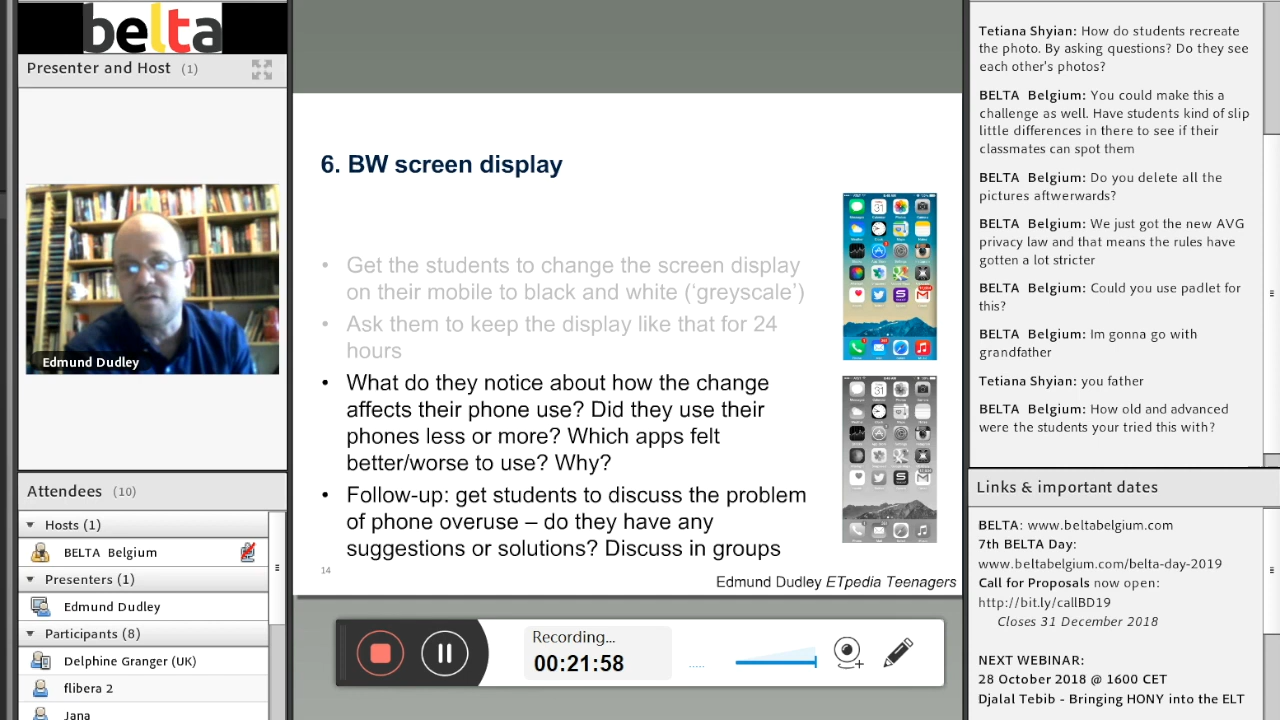 belta
Presenter and Host (1)
Edmund Dudley
Attendees (10)
Hosts (1)
BELTA Belgium
Presenters (1)
Edmund Dudley
Participants (8)
Delphine Granger (UK)
flibera 2
Jana
6. BW screen display
• Get the sudents to change the screen display
on their mobile to black and white (‘greyscale’)
• Ask them to keep the display like that for 24
hours
• What do they notice about how the change
affects their phone use? Did they use their
phones less or more? Which apps felt
better/worse to use? Why?
• Follow-up: get students to discuss the problem
of phone overuse – do they have any
suggestions or solutions? Discuss in groups
14
Edmund Dudley ETpedia Teenagers
Recording...
00:21:58
Tetiana Shyian: How do students recreate
the photo. By asking questions? Do they see
each other's photos?
BELTA Belgium: You could make this a
challenge as well. Have students kind of slip
little differences in there to see if their
classmates can spot them
BELTA Belgium: Do you delete all the
pictures aftwerwards?
BELTA Belgium: We just got the new AVG
privacy law and that means the rules have
gotten a lot stricter
BELTA Belgium: Could you use padlet for
this?
BELTA Belgium: Im gonna go with
grandfather
Tetiana Shyian: you father
BELTA Belgium: How old and advanced
were the students your tried this with?
Links & important dates
BELTA: www.beltabelgium.com
7th BELTA Day:
www.beltabelgium.com/belta-day-2019
Call for Proposals now open:
http://bit.ly/callBD19
Closes 31 December 2018
NEXT WEBINAR:
28 October 2018 @ 1600 CET
Djalal Tebib - Bringing HONY into the ELT